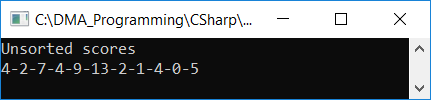 C:\DMA_Programming\CSharp\...
Unsorted scores
4-2-7-4-9-13-2-1-4-0-5